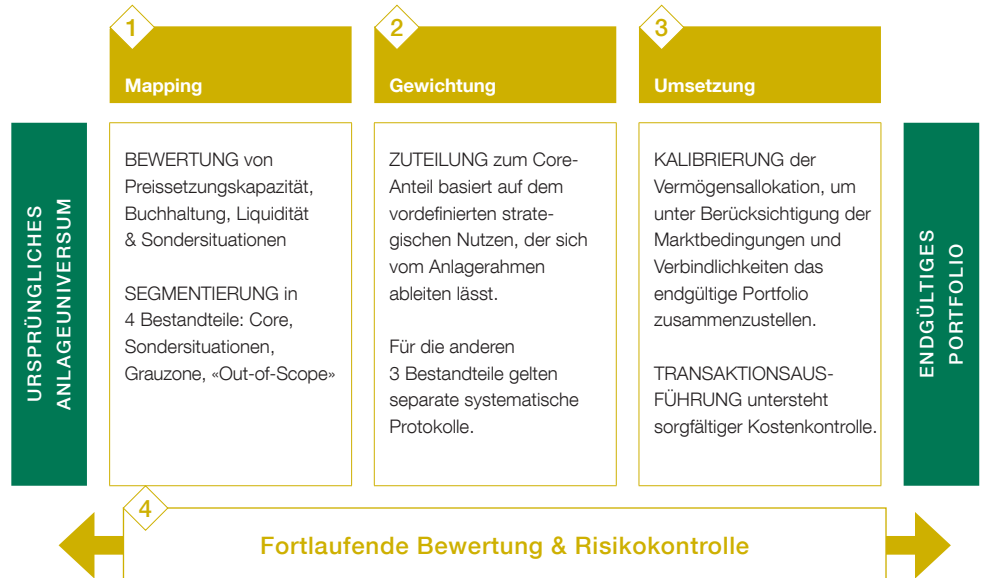 URSPRÜNGLICHES
ANLAGEUNIVERSUM
1
Mapping
BEWERTUNG von
Preissetzungskapazität,
Buchhaltung, Liquidität
& Sondersituationen
SEGMENTIERUNG in
4 Bestandteile: Core,
Sondersituationen,
Grauzone, «Out-of-Scope»
2
Gewichtung
ZUTEILUNG zum Core-
Anteil basiert auf dem
vordefinierten strate-
gischen Nutzen, der sich
vom Anlagerahmen
ableiten lässt.
Für die anderen
3 Bestandteile gelten
separate systematische
Protokolle.
3
Umsetzung
KALIBRIERUNG der
Vermögensallokation, um
unter Berücksichtigung der
Marktbedingungen und
Verbindlichkeiten das
endgültige Portfolio
zusammenzustellen.
TRANSAKTIONSAUS-
FÜHRUNG untersteht
sorgfältiger Kostenkontrolle.
ENDGÜLTIGES
PORTFOLIO
4
Fortlaufende Bewertung & Risikokontrolle